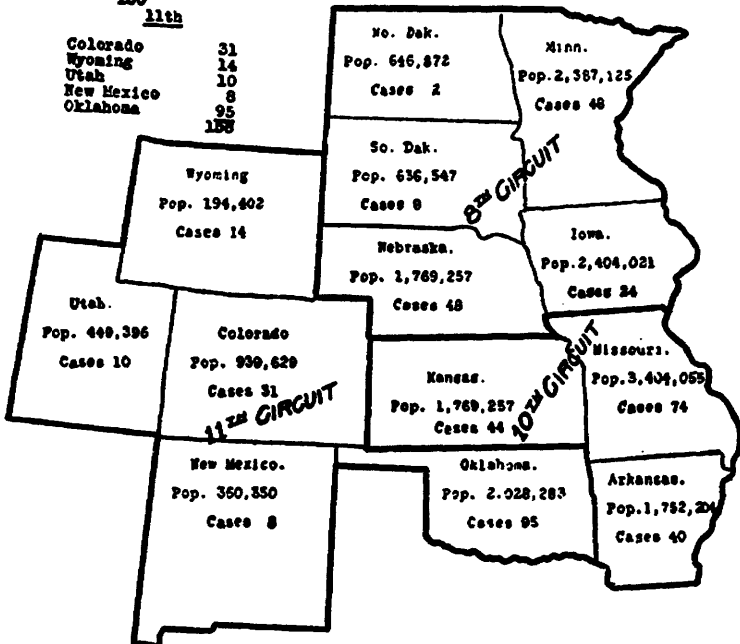 11th
Colorado 31
Wyoming 14
Utah 10
New Mexico 8
Oklahoma 95
158
No. Dak.
Pop. 646,872
Cases 2
Minn.
Pop. 2,387,125
Cases 48
So. Dak.
Pop. 636,547
Cases 8
8TH CIRCUIT
Wyoming
Pop. 194,402
Cases 14
Nebraska.
Pop. 1,769,257
Cases 48
Iowa.
Pop. 2,404,021
Cases 24
Utah.
Pop. 449,396
Cases 10
Colorado
Pop. 939,629
Cases 31
11TH CIRCUIT
Kansas.
Pop. 1,769,257
Cases 44
10TH CIRCUIT
Missouri.
Pop. 3,404,055
Cases 74
New Mexico.
Pop. 360,350
Cases 8
Oklahoma.
Pop. 2.028,283
Cases 95
Arkansas.
Pop. 1,752,204
Cases 40